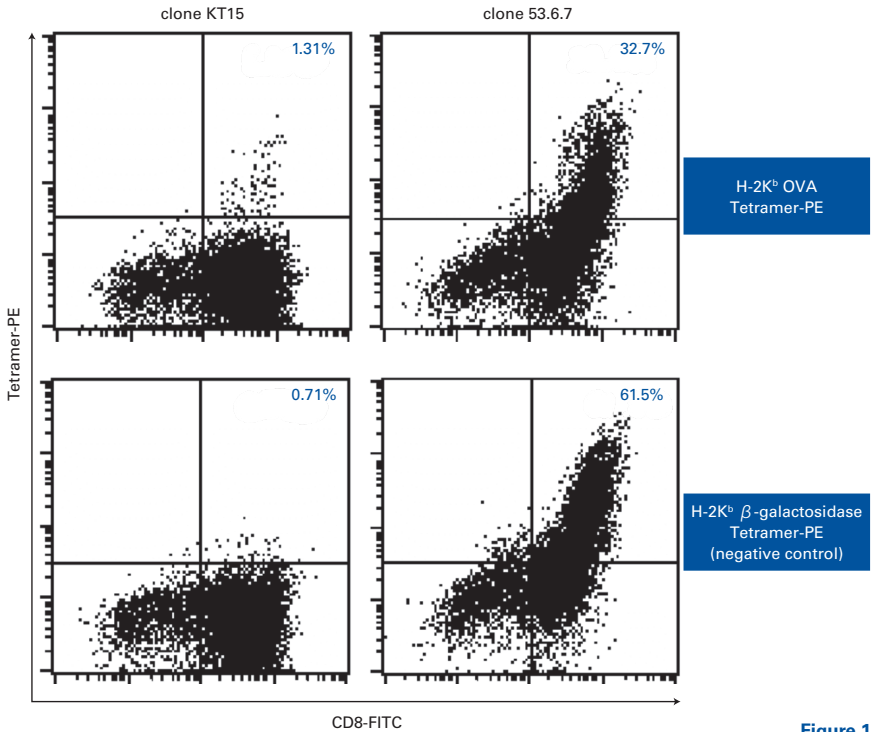 clone KT15
clone 53.6.7
1.31%
32.7%
H-2Kᵇ OVA
Tetramer-PE
Tetramer-PE
0.71%
61.5%
H-2Kᵇ β-galactosidase
Tetramer-PE
(negative control)
CD8-FITC
Figure 1